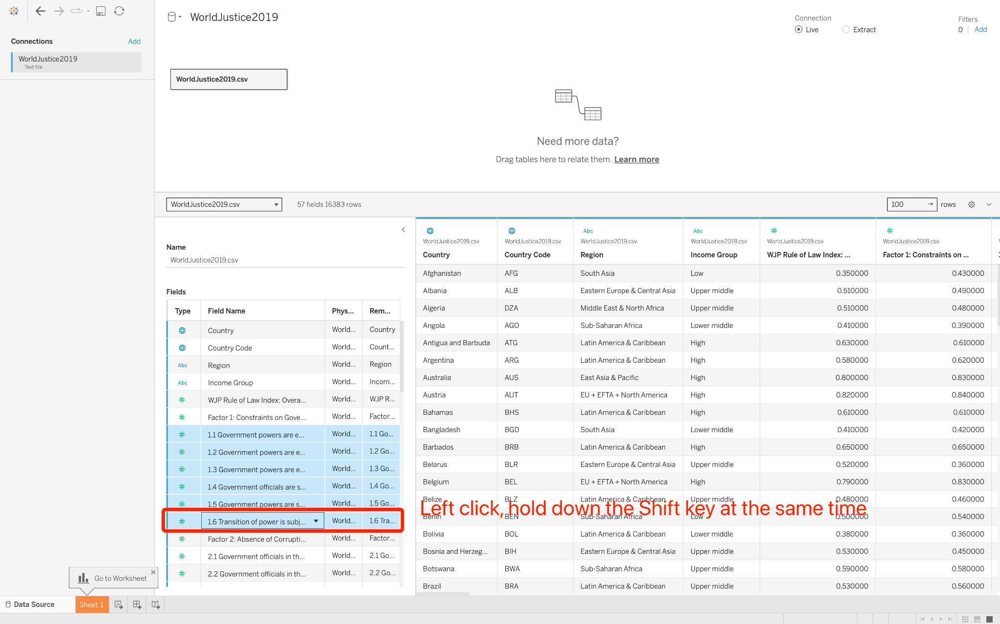 WorldJustice2019
Connection
Live
Extract
Filters
0
Add
Connections
Add
WorldJustice2019
Text file
WorldJustice2019.csv
Need more data?
Drag tables here to relate them. Learn more
WorldJustice2019.csv
57 fields 16383 rows
100 → rows
Name
WorldJustice2019.csv
Fields
Type Field Name Phys... Rem...
Country World... Country
Country Code World... Count...
Abc Region World... Region
Abc Income Group World... Incom...
# WJP Rule of Law Index: Overa... World... WJP R...
# Factor 1: Constraints on Gove... World... Factor...
# 1.1 Government powers are e... World... 1.1 Go...
# 1.2 Government powers are e... World... 1.2 Go...
# 1.3 Government powers are e... World... 1.3 Go...
# 1.4 Government officials are s... World... 1.4 Go...
# 1.5 Government powers are s... World... 1.5 Go...
# 1.6 Transition of power is subj... World... 1.6 Tra...
# Factor 2: Absence of Corrupti... World... Factor...
# 2.1 Government officials in th... World... 2.1 Go...
# 2.2 Government officials in th... World... 2.2 Go...
Abc Abc # #
WorldJustice2019.csv WorldJustice2019.csv WorldJustice2019.csv WorldJustice2019.csv WorldJustice2019.csv WorldJustice2019.csv
Country Country Code Region Income Group WJP Rule of Law Index: ... Factor 1: Constraints on ...
Afghanistan AFG South Asia Low 0.350000 0.430000
Albania ALB Eastern Europe & Central Asia Upper middle 0.510000 0.490000
Algeria DZA Middle East & North Africa Upper middle 0.510000 0.480000
Angola AGO Sub-Saharan Africa Lower middle 0.410000 0.390000
Antigua and Barbuda ATG Latin America & Caribbean High 0.630000 0.610000
Argentina ARG Latin America & Caribbean High 0.580000 0.620000
Australia AUS East Asia & Pacific High 0.800000 0.830000
Austria AUT EU + EFTA + North America High 0.820000 0.840000
Bahamas BHS Latin America & Caribbean High 0.610000 0.610000
Bangladesh BGD South Asia Lower middle 0.410000 0.420000
Barbados BRB Latin America & Caribbean High 0.650000 0.650000
Belarus BLR Eastern Europe & Central Asia Upper middle 0.520000 0.360000
Belgium BEL EU + EFTA + North America High 0.790000 0.830000
Belize BLZ Latin America & Caribbean Upper middle 0.480000 0.460000
Left click, hold down the Shift key at the same time
Benin BEN Sub-Saharan Africa Low 0.500000 0.540000
Bolivia BOL Latin America & Caribbean Lower middle 0.380000 0.360000
Bosnia and Herzeg... BIH Eastern Europe & Central Asia Upper middle 0.530000 0.450000
Botswana BWA Sub-Saharan Africa Upper middle 0.590000 0.580000
Brazil BRA Latin America & Caribbean Upper middle 0.530000 0.560000
Go to Worksheet
Data Source
Sheet 1